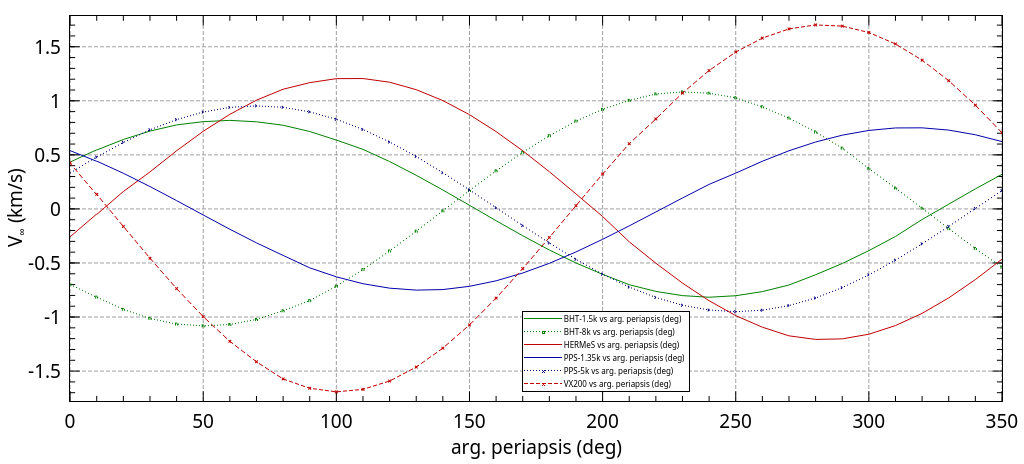 1.5
1
0.5
0
-0.5
-1
-1.5
V∞ (km/s)
BHT-1.5k vs arg. periapsis (deg)
BHT-8k vs arg. periapsis (deg)
HERMeS vs arg. periapsis (deg)
PPS-1.35k vs arg. periapsis (deg)
PPS-5k vs arg. periapsis (deg)
VX200 vs arg. periapsis (deg)
0 50 100 150 200 250 300 350
arg. periapsis (deg)